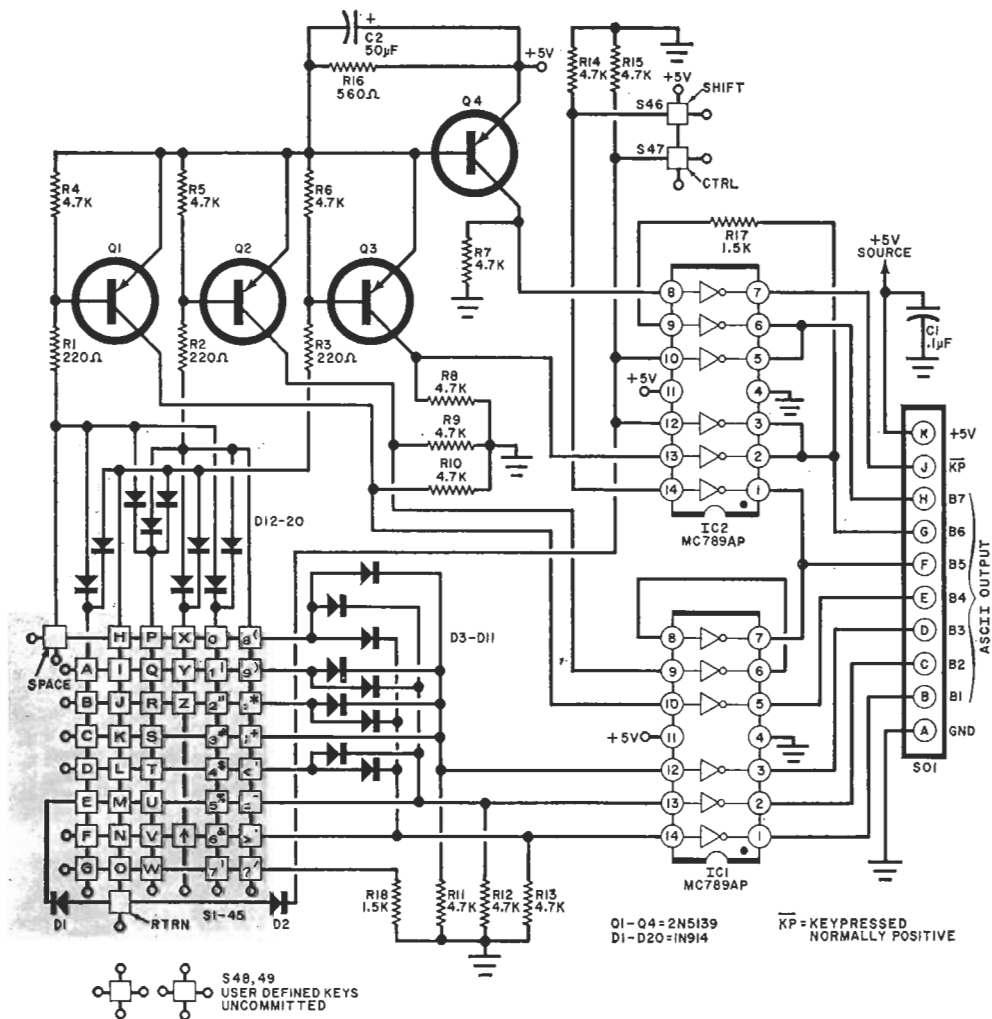 C2
50µF
+
+5V
R16
560Ω
Q4
R14
4.7K
R15
4.7K
+5V
SHIFT
S46
S47
CTRL
R4
4.7K
R5
4.7K
R6
4.7K
R7
4.7K
Q1
Q2
Q3
R17
1.5K
+5V
SOURCE
C1
.1µF
R1
220Ω
R2
220Ω
R3
220Ω
8 7
9 6
10 5
+5V 11 4
12 3
13 2
14 1
IC2
MC789AP
R8
4.7K
R9
4.7K
R10
4.7K
D12-20
D3-D11
K +5V
J KP
H B7
G B6
F B5
E B4
D B3
C B2
B B1
A GND
SO1
ASCII OUTPUT
8 7
9 6
10 5
+5V 11 4
12 3
13 2
14 1
IC1
MC789AP
SPACE
H P X 0 8(
A I Q Y 1! 9)
B J R Z 2" :*
C K S 3# ;+
D L T 4$ <'
E M U 5% =-
F N V ↑ 6& >.
G O W 7' ?/
D1
RTRN
S1-45
D2
R18
1.5K
R11
4.7K
R12
4.7K
R13
4.7K
Q1-Q4=2N5139
D1-D20=1N914
KP=KEYPRESSED
NORMALLY POSITIVE
S48,49
USER DEFINED KEYS
UNCOMMITTED